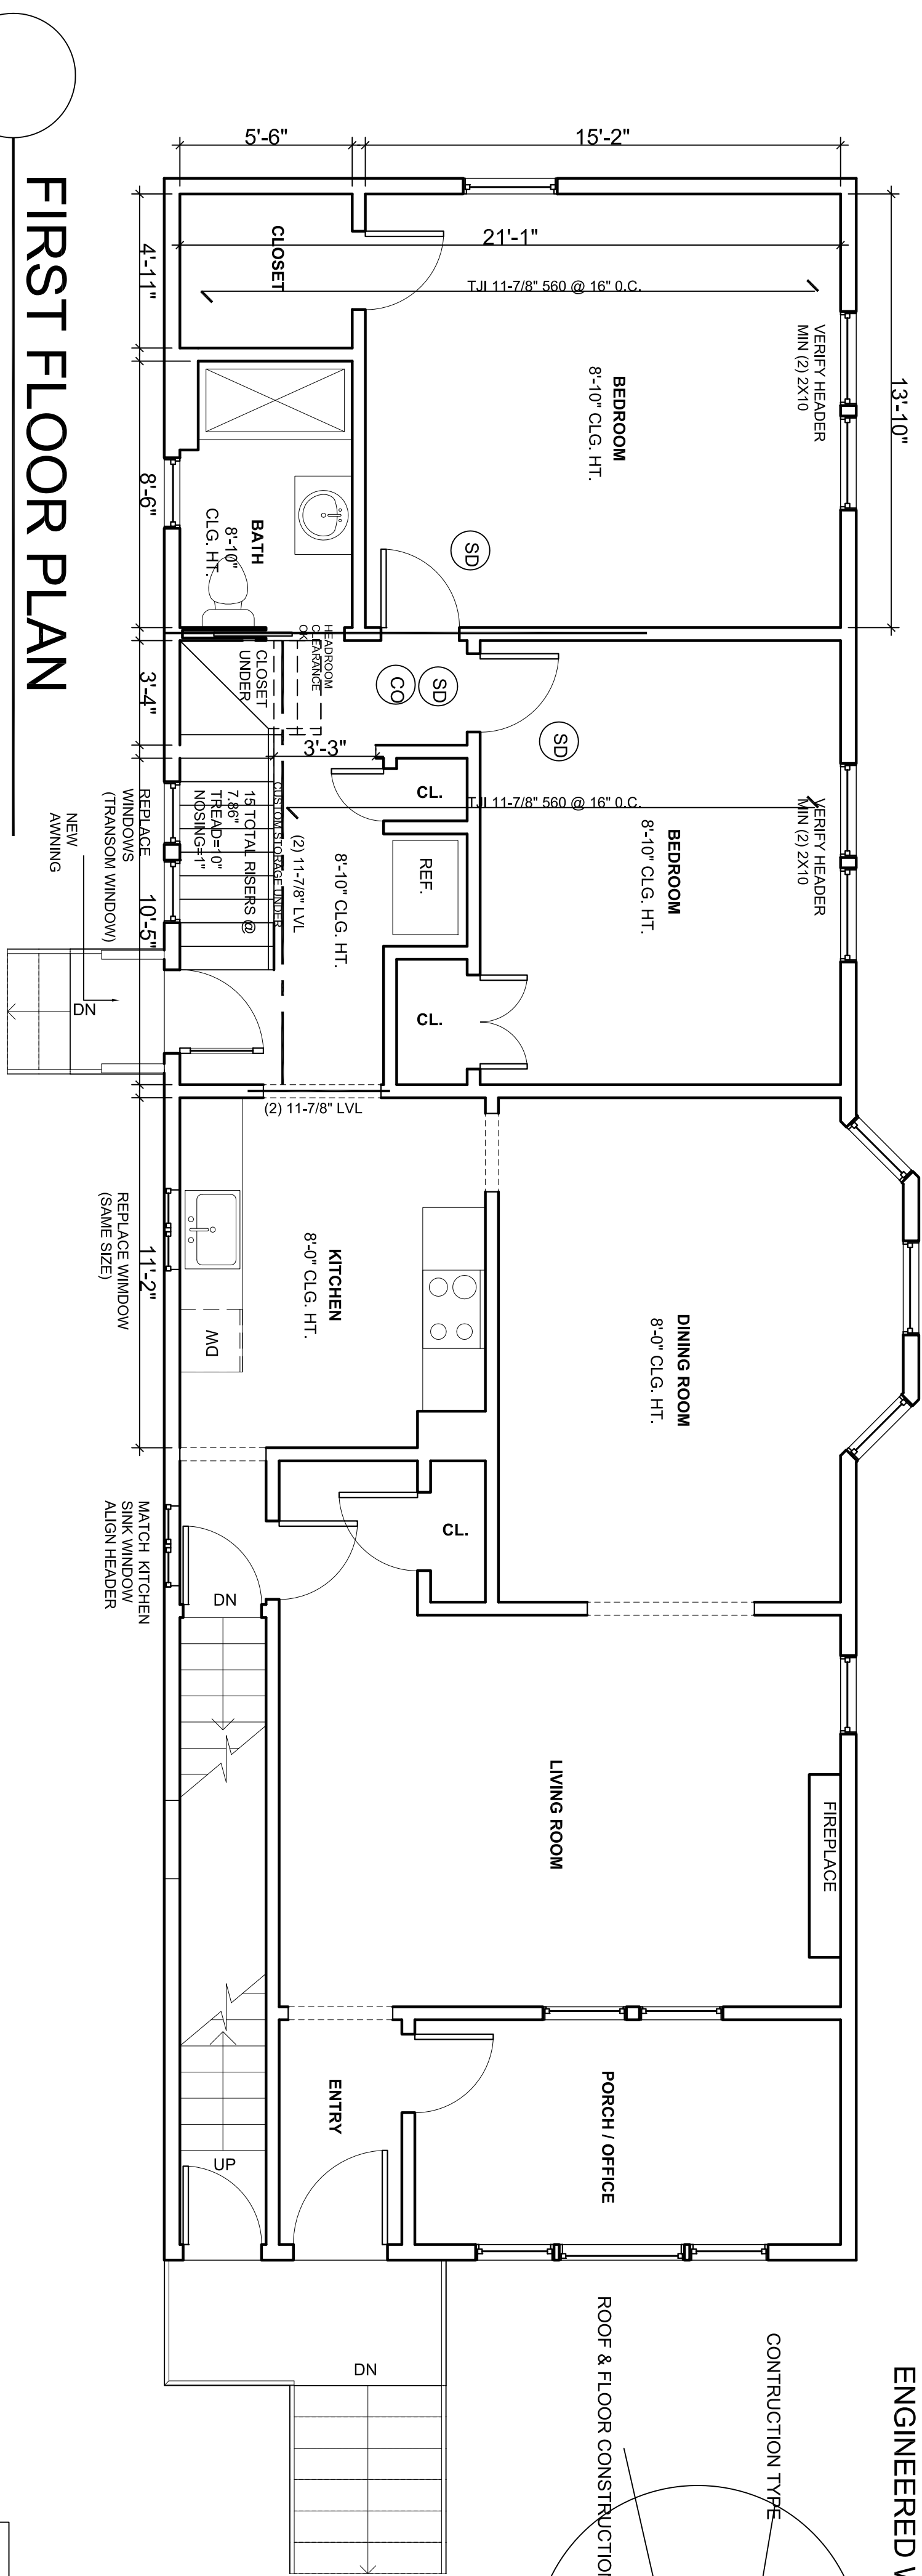 FIRST FLOOR PLAN
5'-6"
15'-2"
13'-10"
21'-1"
4'-11"
8'-6"
3'-4"
10'-5"
11'-2"
3'-3"
CLOSET
TJI 11-7/8" 560 @ 16" 0.C.
VERIFY HEADER
MIN (2) 2X10
BEDROOM
8'-10" CLG. HT.
BATH
8'-10"
CLG. HT.
SD
HEADROOM
CLEARANCE
OK
CLOSET
UNDER
CO
SD
SD
CL.
REF.
CL.
TJI 11-7/8" 560 @ 16" 0.C.
VERIFY HEADER
MIN (2) 2X10
BEDROOM
8'-10" CLG. HT.
8'-10" CLG. HT.
(2) 11-7/8" LVL
CUSTOM STORAGE UNDER
15 TOTAL RISERS @
7.86"
TREAD=10"
NOSING=1"
REPLACE
WINDOWS
(TRANSOM WINDOW)
NEW
AWNING
DN
(2) 11-7/8" LVL
KITCHEN
8'-0" CLG. HT.
DW
REPLACE WIMDOW
(SAME SIZE)
DINING ROOM
8'-0" CLG. HT.
MATCH KITCHEN
SINK WINDOW
ALIGN HEADER
CL.
DN
LIVING ROOM
FIREPLACE
UP
ENTRY
PORCH / OFFICE
DN
ROOF & FLOOR CONSTRUCTION
CONTRUCTION TYPE
ENGINEERED